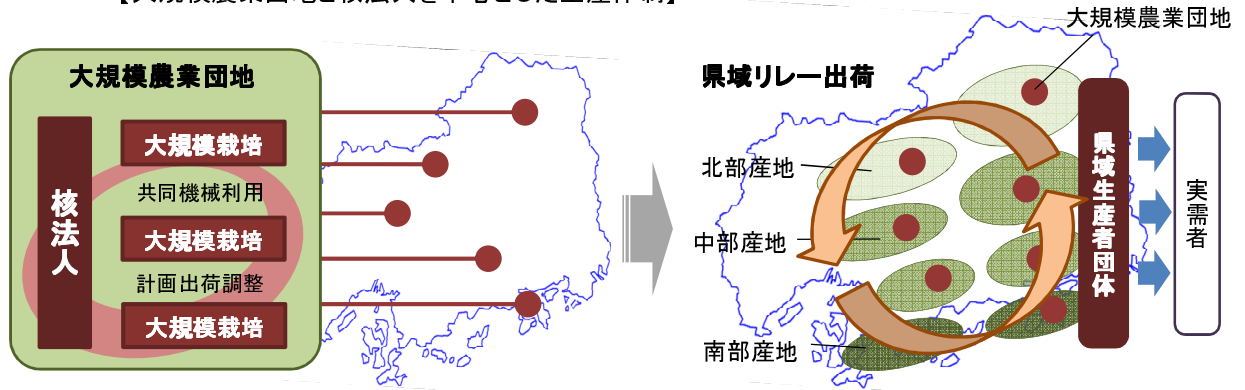 大規模農業団地
核法人
大規模栽培
共同機械利用
大規模栽培
計画出荷調整
大規模栽培
大規模農業団地
県域リレー出荷
北部産地
中部産地
南部産地
県域生産者団体
実需者